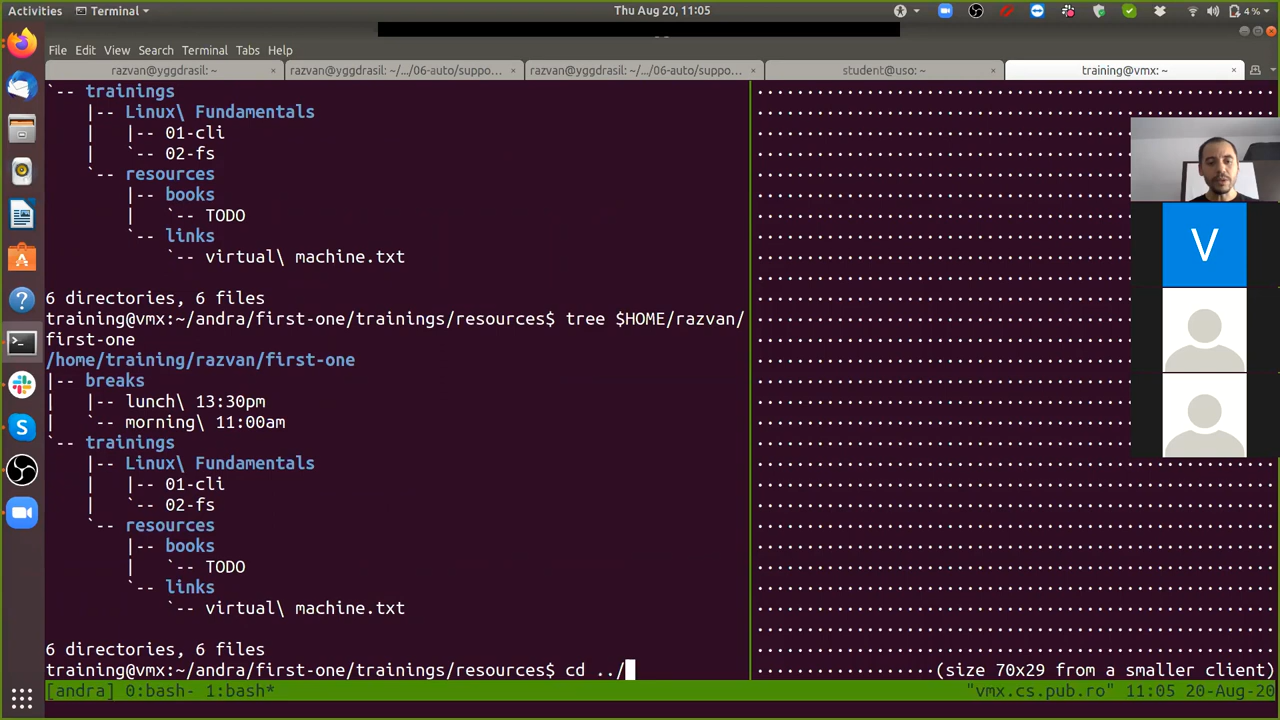 Activities Terminal Thu Aug 20, 11:05 4 %
File Edit View Search Terminal Tabs Help
razvan@yggdrasil: ~ × razvan@yggdrasil: ~/.../06-auto/suppo... × razvan@yggdrasil: ~/.../06-auto/suppo... × student@uso: ~ × training@vmx: ~ ×
`-- trainings
|-- Linux\ Fundamentals
| |-- 01-cli
| `-- 02-fs
`-- resources
|-- books
| `-- TODO
`-- links
`-- virtual\ machine.txt
6 directories, 6 files
training@vmx:~/andra/first-one/trainings/resources$ tree $HOME/razvan/
first-one
/home/training/razvan/first-one
|-- breaks
| |-- lunch\ 13:30pm
| `-- morning\ 11:00am
`-- trainings
|-- Linux\ Fundamentals
| |-- 01-cli
| `-- 02-fs
`-- resources
|-- books
| `-- TODO
`-- links
`-- virtual\ machine.txt
6 directories, 6 files
training@vmx:~/andra/first-one/trainings/resources$ cd ../
(size 70x29 from a smaller client)
[andra] 0:bash- 1:bash* "vmx.cs.pub.ro" 11:05 20-Aug-20
V